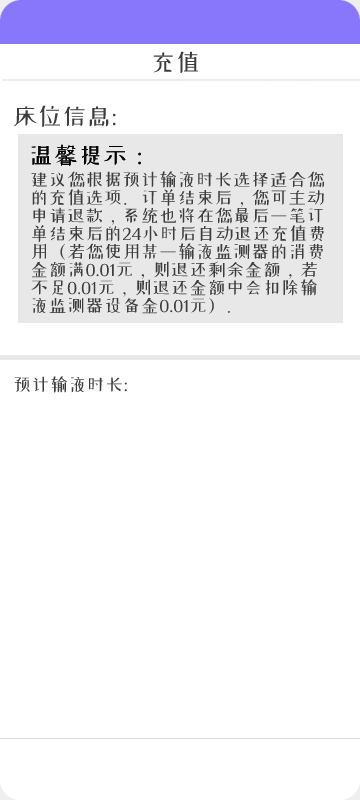 充值
床位信息:
温馨提示：
建议您根据预计输液时长选择适合您
的充值选项．订单结束后，您可主动
申请退款，系统也将在您最后一笔订
单结束后的24小时后自动退还充值费
用（若您使用某一输液监测器的消费
金额满0.01元，则退还剩余金额，若
不足0.01元，则退还金额中会扣除输
液监测器设备金0.01元）．
预计输液时长: